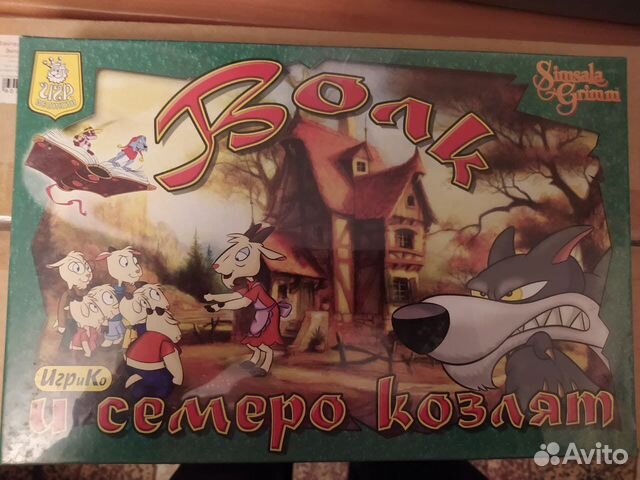 Simsala
Grimm
Волк
ИгриКо
и семеро козлят
Avito